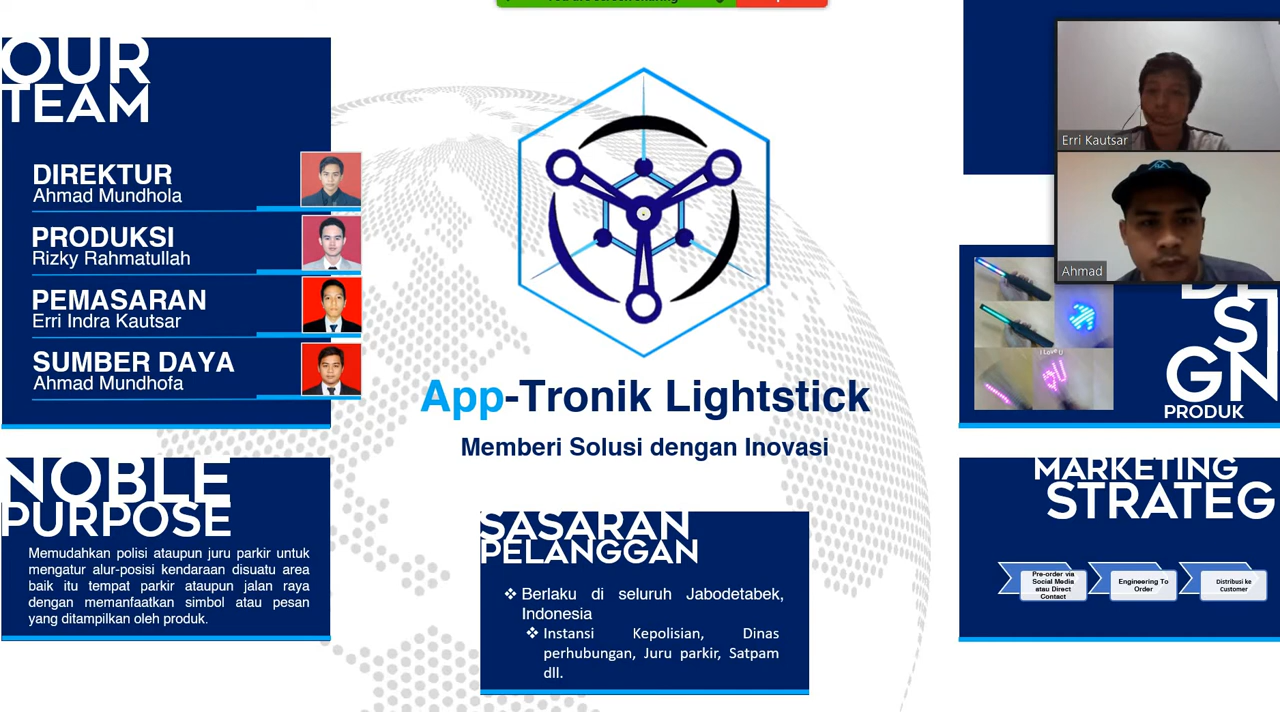 OUR
TEAM
DIREKTUR
Ahmad Mundhola
PRODUKSI
Rizky Rahmatullah
PEMASARAN
Erri Indra Kautsar
SUMBER DAYA
Ahmad Mundhofa
NOBLE
PURPOSE
Memudahkan polisi ataupun juru parkir untuk
mengatur alur-posisi kendaraan disuatu area
baik itu tempat parkir ataupun jalan raya
dengan memanfaatkan simbol atau pesan
yang ditampilkan oleh produk.
App-Tronik Lightstick
Memberi Solusi dengan Inovasi
SASARAN
PELANGGAN
❖ Berlaku di seluruh Jabodetabek,
Indonesia
❖ Instansi Kepolisian, Dinas
perhubungan, Juru parkir, Satpam
dll.
Erri Kautsar
Ahmad
I Love U
SI
GN
PRODUK
MARKETING
STRATEG
Pre-order via
Social Media
atau Direct
Contact
Engineering To
Order
Distribusi ke
Customer